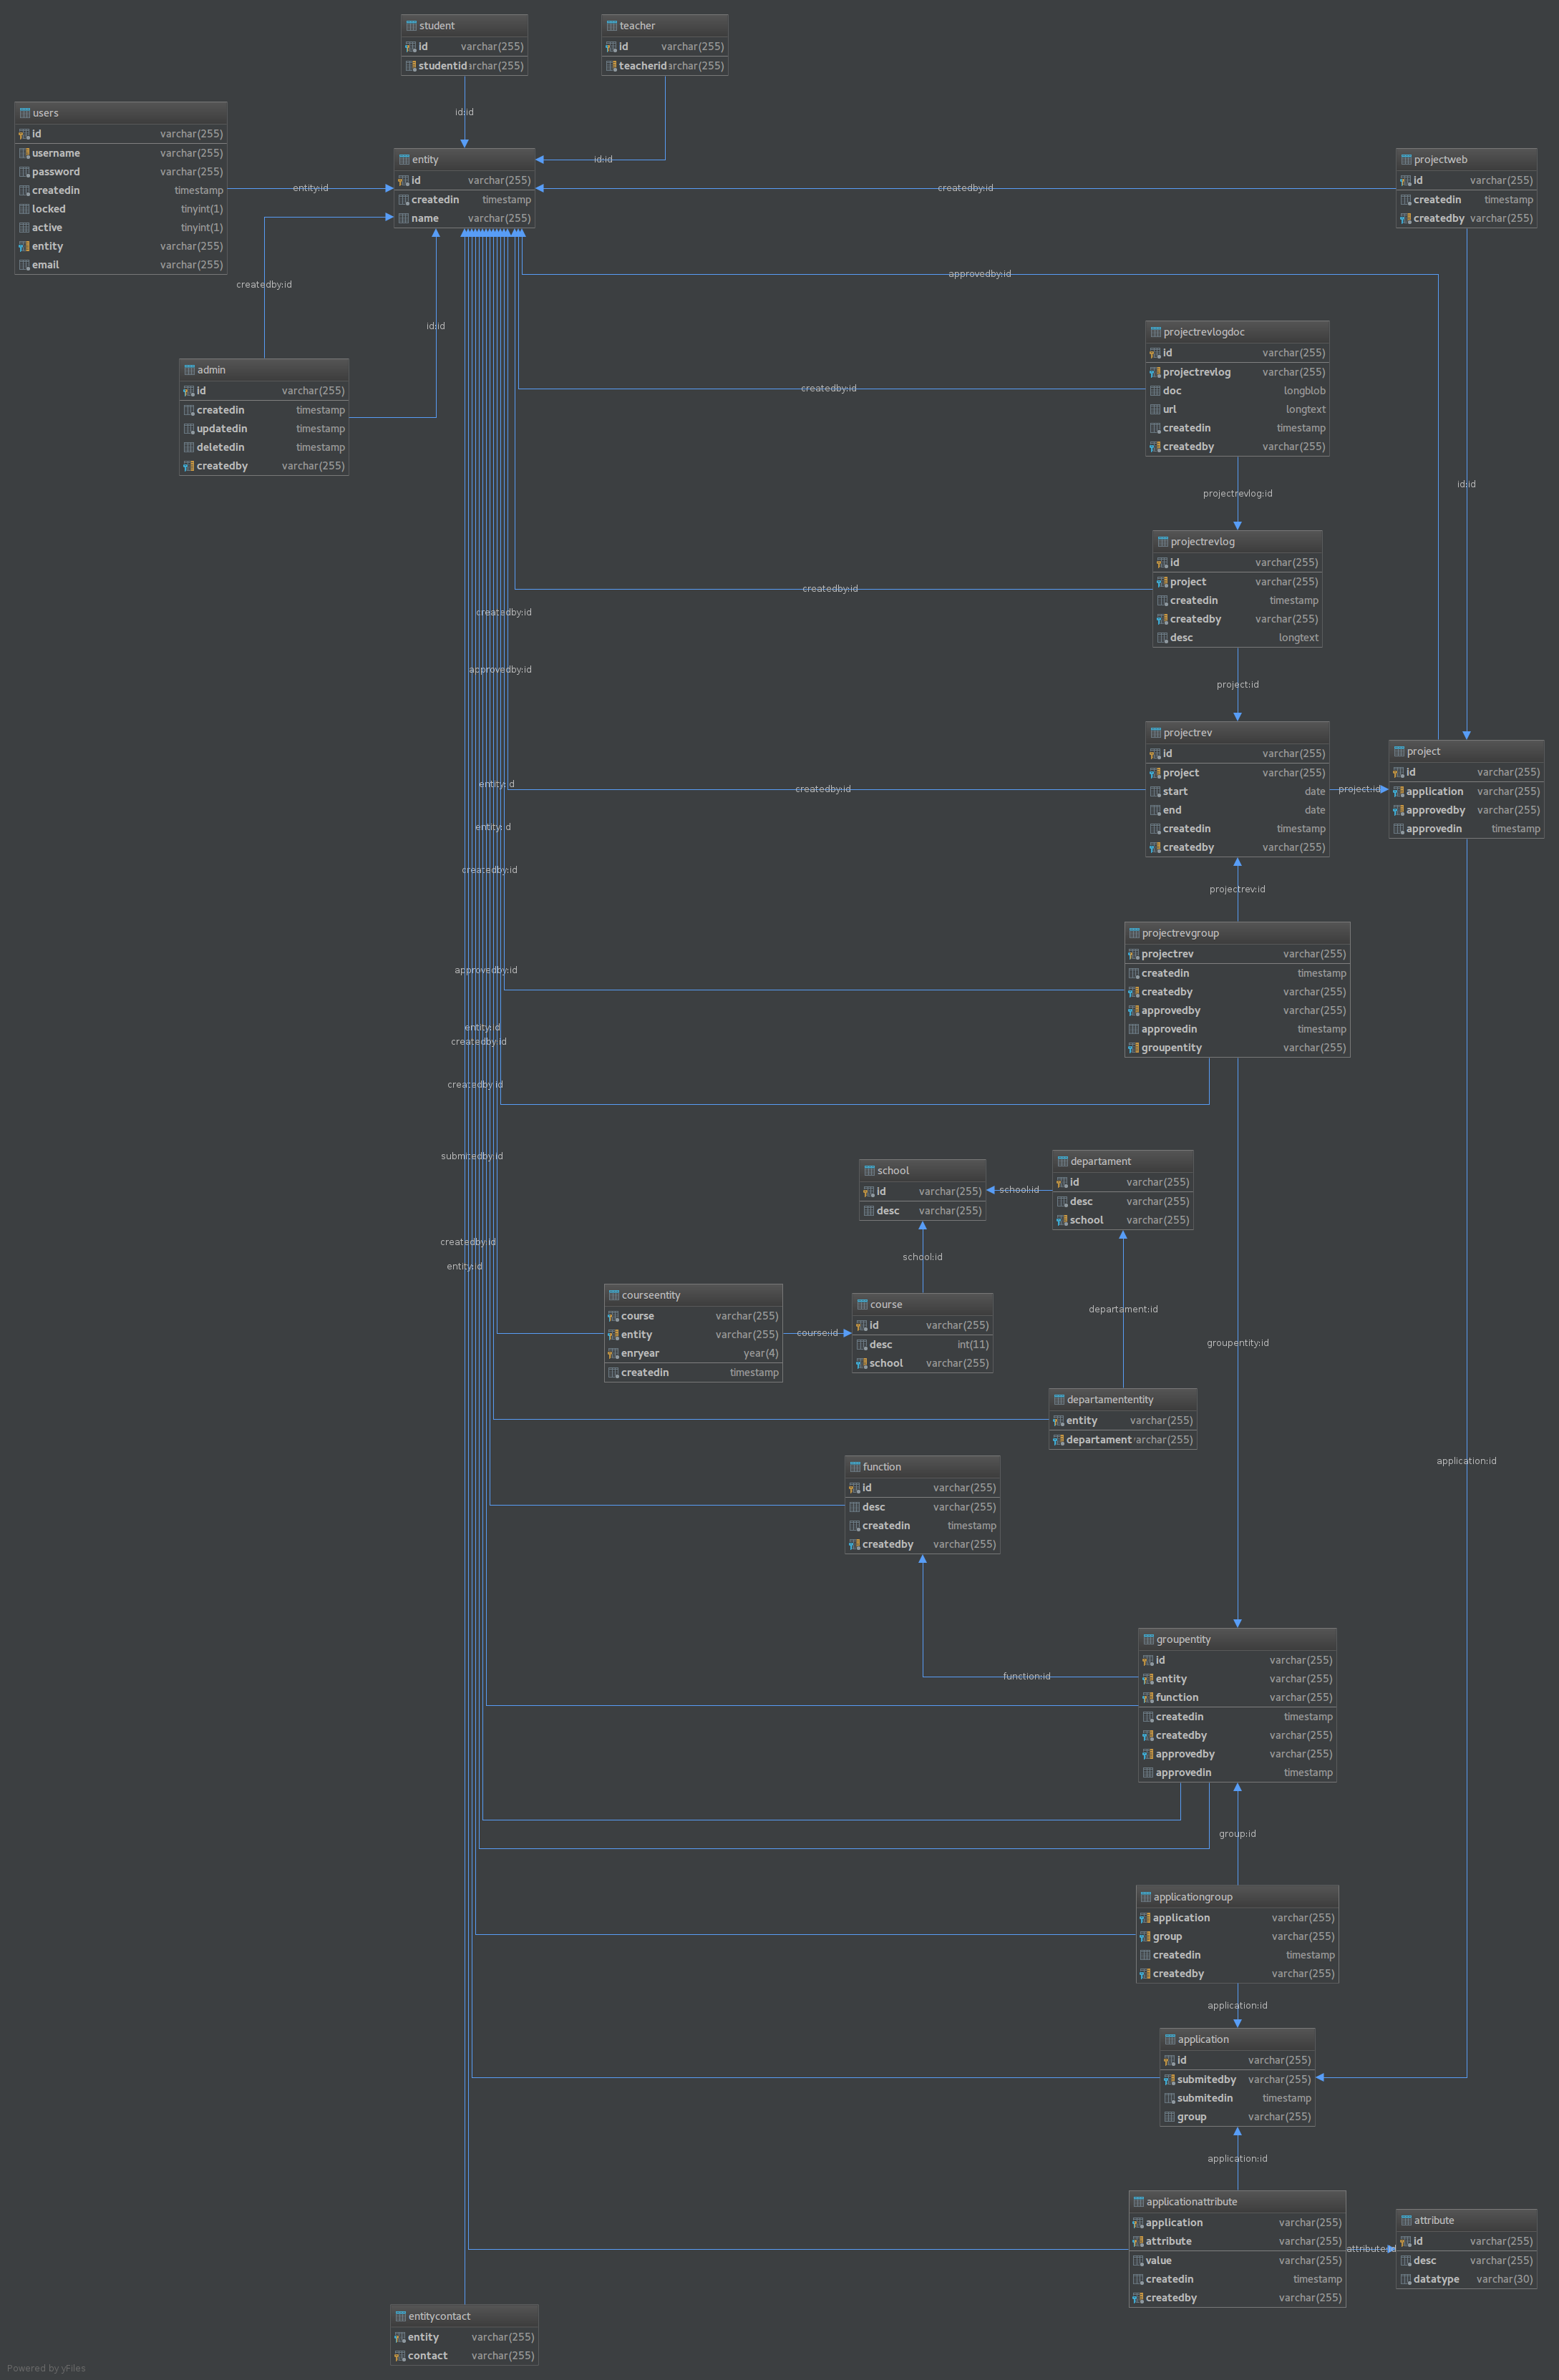 student
id varchar(255)
studentid archar(255)
teacher
id varchar(255)
teacherid archar(255)
id:id
users
id varchar(255)
username varchar(255)
password varchar(255)
createdin timestamp
locked tinyint(1)
active tinyint(1)
entity varchar(255)
email varchar(255)
entity:id
entity
id varchar(255)
createdin timestamp
name varchar(255)
id:id
createdby:id
projectweb
id varchar(255)
createdin timestamp
createdby varchar(255)
approvedby:id
createdby:id
id:id
admin
id varchar(255)
createdin timestamp
updatedin timestamp
deletedin timestamp
createdby varchar(255)
projectrevlogdoc
id varchar(255)
projectrevlog varchar(255)
doc longblob
url longtext
createdin timestamp
createdby varchar(255)
createdby:id
projectrevlog:id
id:id
projectrevlog
id varchar(255)
project varchar(255)
createdin timestamp
createdby varchar(255)
desc longtext
createdby:id
createdby:id
approvedby:id
project:id
projectrev
id varchar(255)
project varchar(255)
start date
end date
createdin timestamp
createdby varchar(255)
project:id
project
id varchar(255)
application varchar(255)
approvedby varchar(255)
approvedin timestamp
entity:id
createdby:id
entity:id
createdby:id
projectrev:id
projectrevgroup
projectrev varchar(255)
createdin timestamp
createdby varchar(255)
approvedby varchar(255)
approvedin timestamp
groupentity varchar(255)
approvedby:id
entity:id
createdby:id
createdby:id
submitedby:id
school
id varchar(255)
desc varchar(255)
school:id
departament
id varchar(255)
desc varchar(255)
school varchar(255)
createdby:id
entity:id
school:id
courseentity
course varchar(255)
entity varchar(255)
enryear year(4)
createdin timestamp
course:id
course
id varchar(255)
desc int(11)
school varchar(255)
departament:id
groupentity:id
departamententity
entity varchar(255)
departament archar(255)
function
id varchar(255)
desc varchar(255)
createdin timestamp
createdby varchar(255)
application:id
function:id
groupentity
id varchar(255)
entity varchar(255)
function varchar(255)
createdin timestamp
createdby varchar(255)
approvedby varchar(255)
approvedin timestamp
group:id
applicationgroup
application varchar(255)
group varchar(255)
createdin timestamp
createdby varchar(255)
application:id
application
id varchar(255)
submitedby varchar(255)
submitedin timestamp
group varchar(255)
application:id
applicationattribute
application varchar(255)
attribute varchar(255)
value varchar(255)
createdin timestamp
createdby varchar(255)
attribute:id
attribute
id varchar(255)
desc varchar(255)
datatype varchar(30)
entitycontact
entity varchar(255)
contact varchar(255)
Powered by yFiles